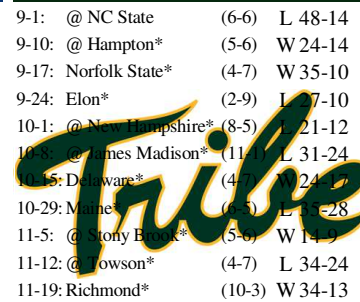 9-1: @ NC State (6-6) L 48-14
9-10: @ Hampton* (5-6) W 24-14
9-17: Norfolk State* (4-7) W 35-10
9-24: Elon* (2-9) L 27-10
10-1: @ New Hampshire* (8-5) L 21-12
10-8: @ James Madison* (11-1) L 31-24
10-15: Delaware* (4-7) W 24-17
10-29: Maine* (6-5) L 35-28
11-5: @ Stony Brook* (5-6) W 14-9
11-12: @ Towson* (4-7) L 34-24
11-19: Richmond* (10-3) W 34-13
Tribe